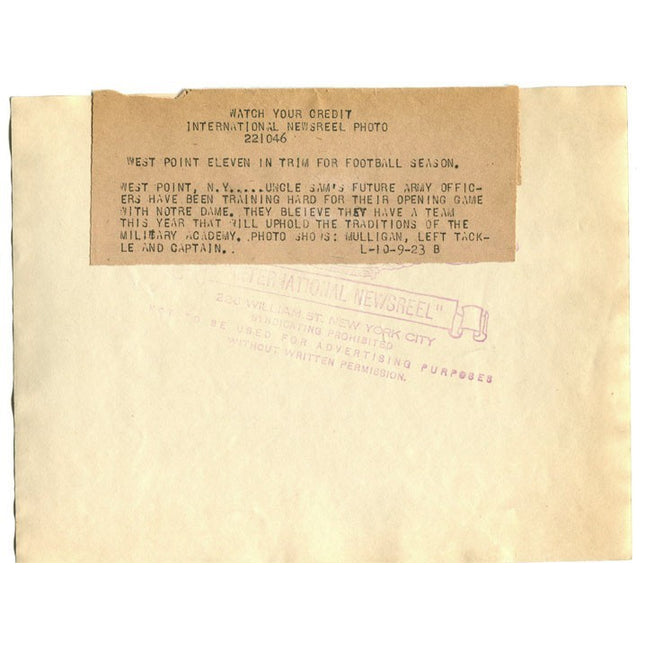 WATCH YOUR CREDIT
INTERNATIONAL NEWSREEL PHOTO
221046
WEST POINT ELEVEN IN TRIM FOR FOOTBALL SEASON.
WEST POINT, N.Y.....UNCLE SAM'S FUTURE ARMY OFFIC-
ERS HAVE BEEN TRAINING HARD FOR THEIR OPENING GAME
WITH NOTRE DAME. THEY BLEIEVE THEY HAVE A TEAM
THIS YEAR THAT WILL UPHOLD THE TRADITIONS OF THE
MILITARY ACADEMY. PHOTO SHOWS: MULLIGAN, LEFT TACK-
LE AND CAPTAIN.. L-10-9-23 B
INTERNATIONAL NEWSREEL"
226 WILLIAM ST. NEW YORK CITY
SYNDICATING PROHIBITED
NOT TO BE USED FOR ADVERTISING PURPOSES
WITHOUT WRITTEN PERMISSION.